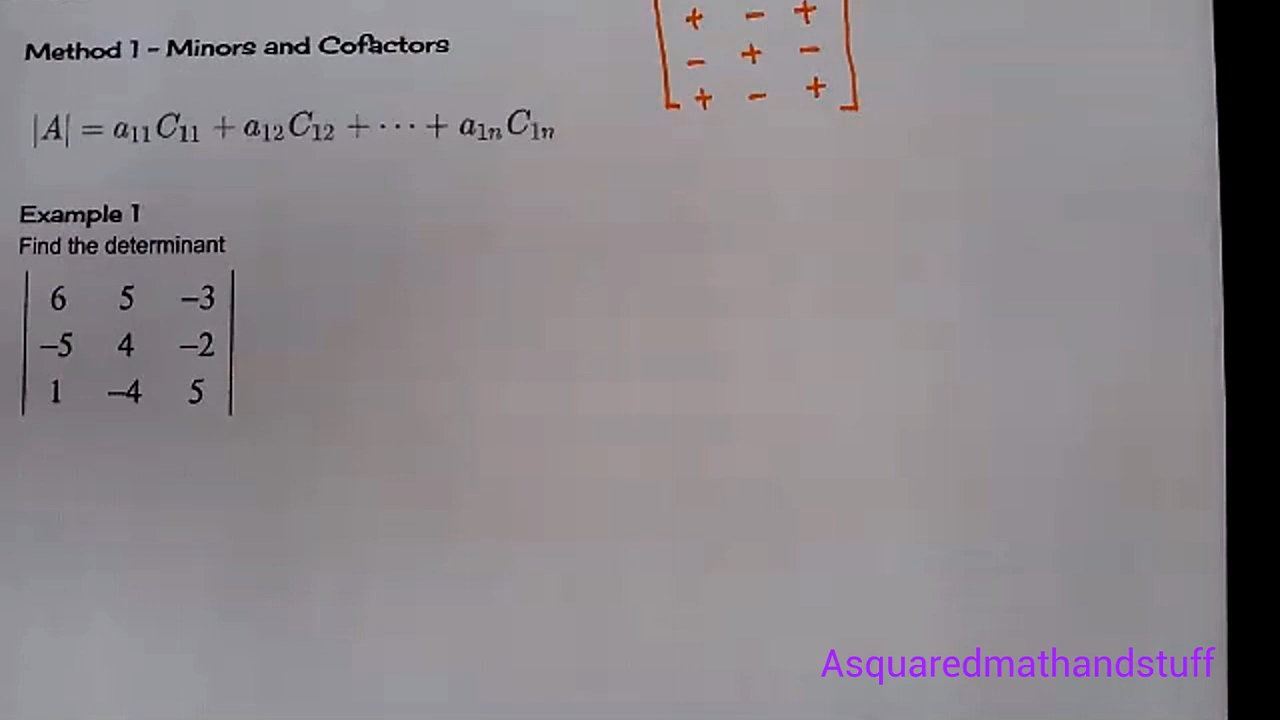 + - +
Method 1 - Minors and Cofactors
- + -
+ - +
|A| = a₁₁C₁₁ + a₁₂C₁₂ + ⋯ + a₁ₙC₁ₙ
Example 1
Find the determinant
6 5 –3
–5 4 –2
1 –4 5
Asquaredmathandstuff